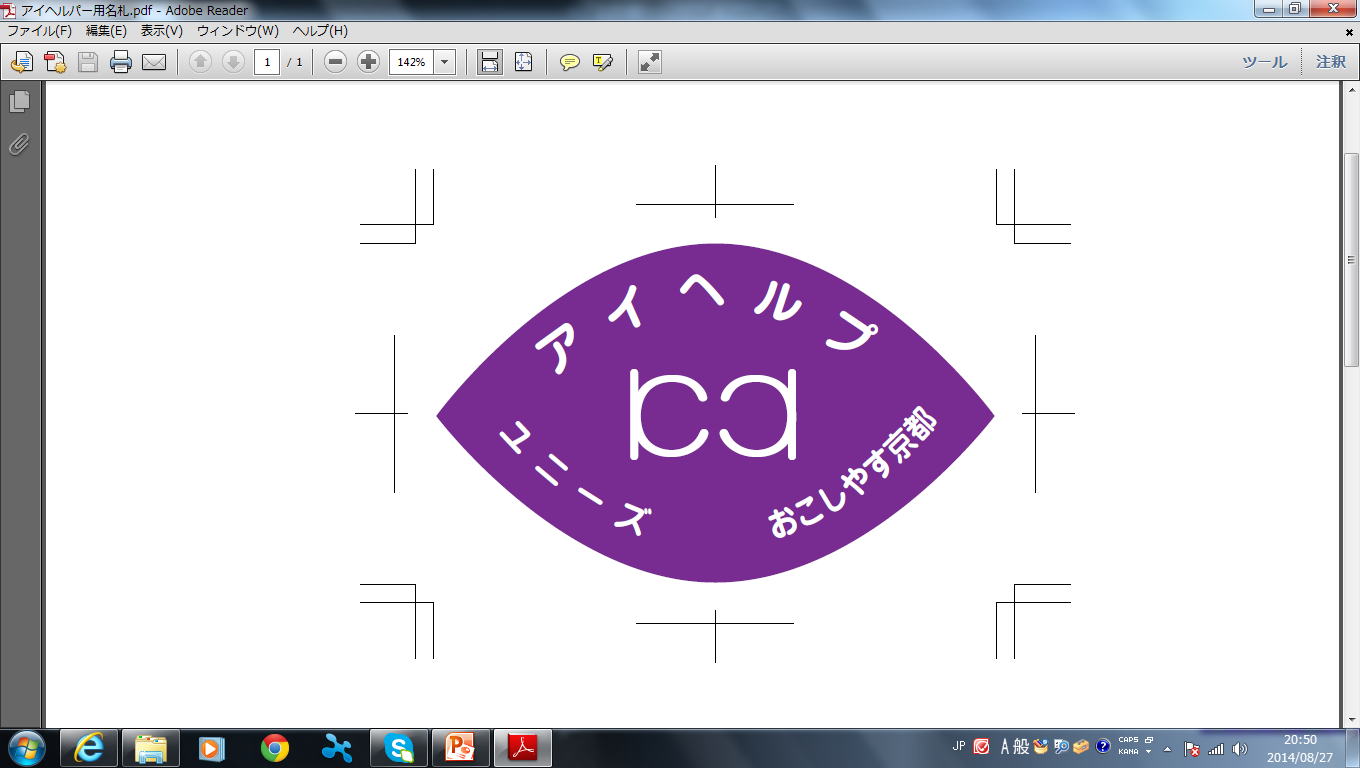 アイヘルパー用名札.pdf - Adobe Reader
ファイル(F) 編集(E) 表示(V) ウィンドウ(W) ヘルプ(H)
1 / 1 142% ツール 注釈
アイヘルプ
ユニーズ
おこしやす京都
JP A 般 CAPS KANA
20:50
2014/08/27